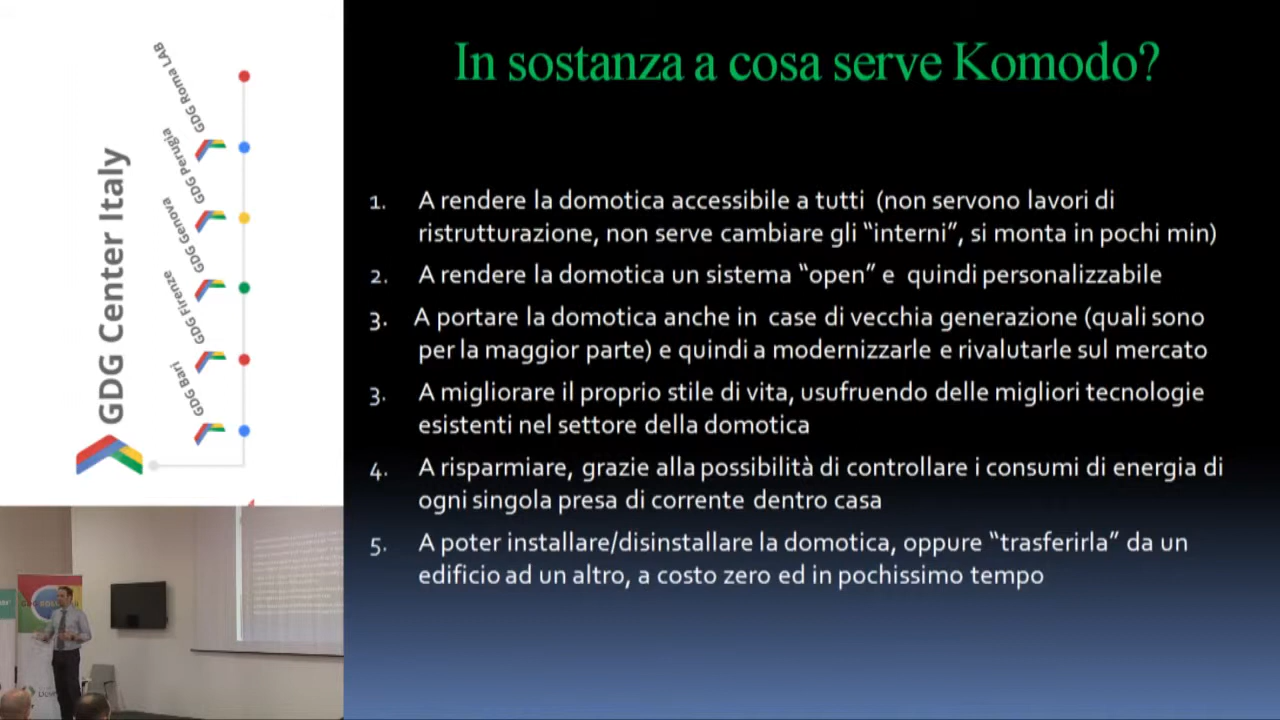 In sostanza a cosa serve Komodo?
1. A rendere la domotica accessibile a tutti (non servono lavori di
ristrutturazione, non serve cambiare gli “interni”, si monta in pochi min)
2. A rendere la domotica un sistema “open” e quindi personalizzabile
3. A portare la domotica anche in case di vecchia generazione (quali sono
per la maggior parte) e quindi a modernizzarle e rivalutarle sul mercato
3. A migliorare il proprio stile di vita, usufruendo delle migliori tecnologie
esistenti nel settore della domotica
4. A risparmiare, grazie alla possibilità di controllare i consumi di energia di
ogni singola presa di corrente dentro casa
5. A poter installare/disinstallare la domotica, oppure “trasferirla” da un
edificio ad un altro, a costo zero ed in pochissimo tempo
GDG Center Italy
GDG Roma LAB
GDG Perugia
GDG Genova
GDG Firenze
GDG Bari